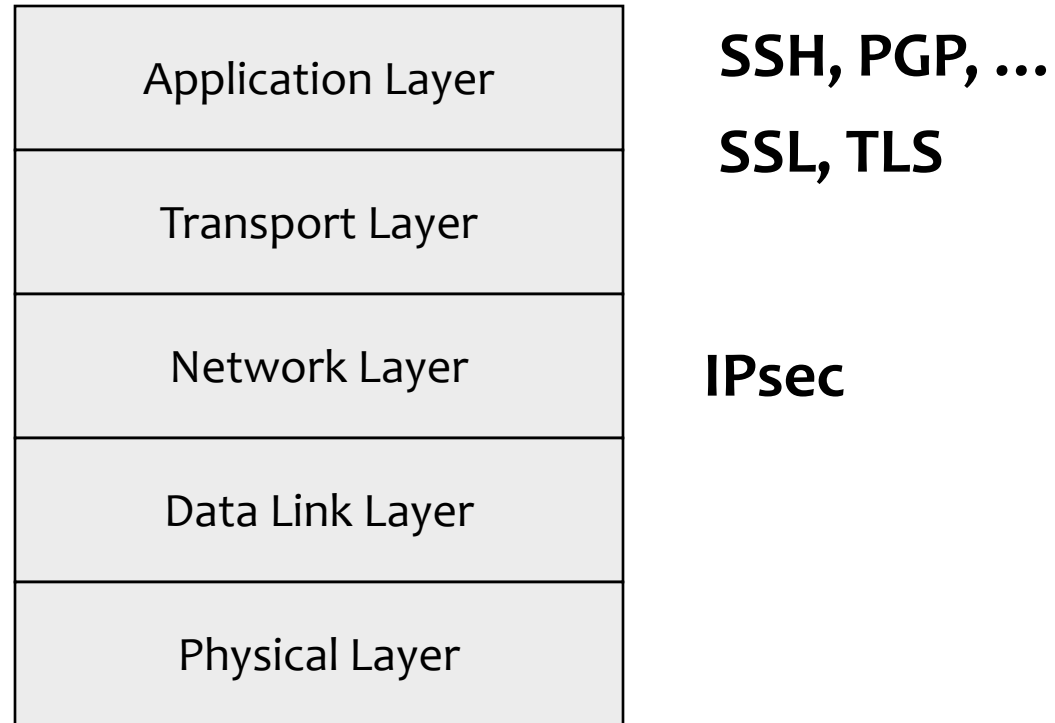 Application Layer
SSH, PGP, ...
SSL, TLS
Transport Layer
Network Layer
IPsec
Data Link Layer
Physical Layer